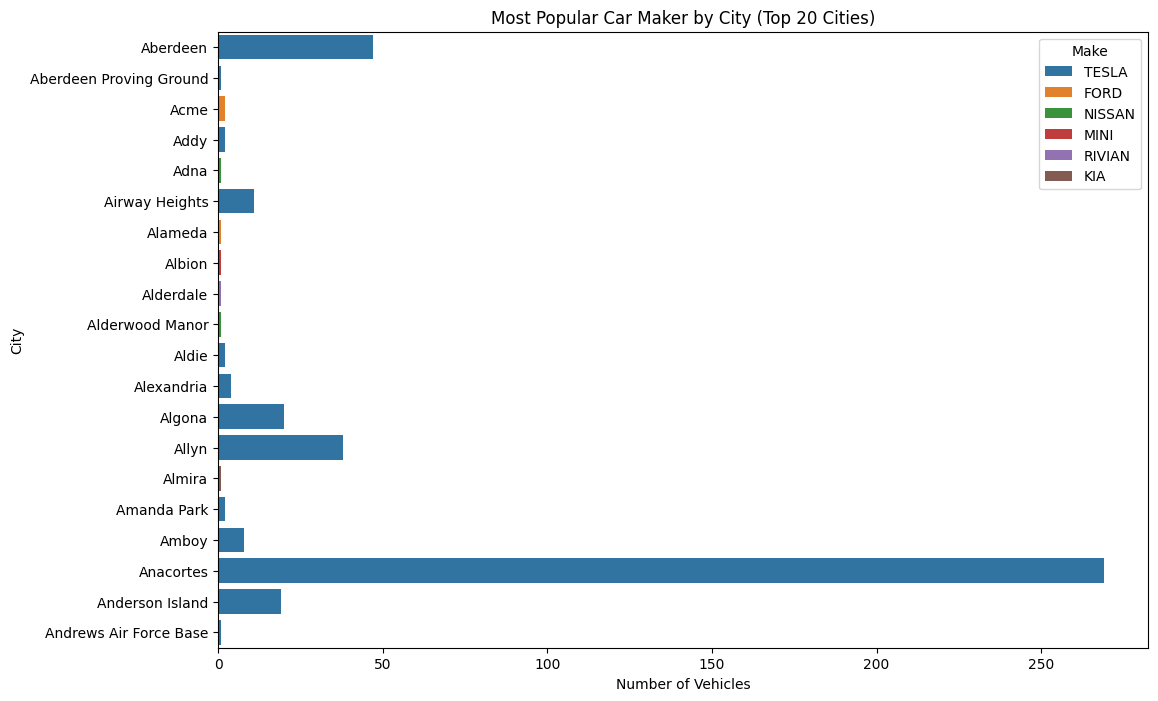 Most Popular Car Maker by City (Top 20 Cities)
Make
TESLA
FORD
NISSAN
MINI
RIVIAN
KIA
City
Aberdeen
Aberdeen Proving Ground
Acme
Addy
Adna
Airway Heights
Alameda
Albion
Alderdale
Alderwood Manor
Aldie
Alexandria
Algona
Allyn
Almira
Amanda Park
Amboy
Anacortes
Anderson Island
Andrews Air Force Base
0 50 100 150 200 250
Number of Vehicles